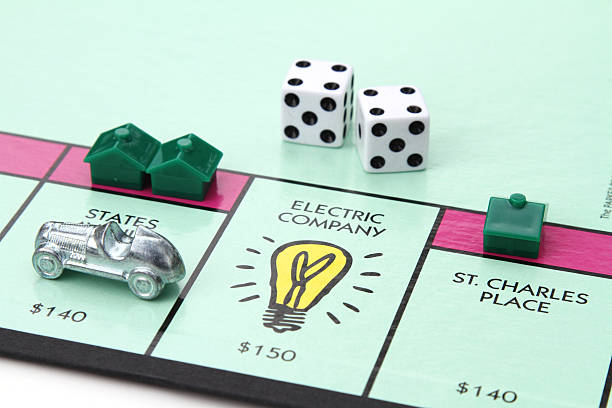 STATES
$140
ELECTRIC
COMPANY
$150
ST. CHARLES
PLACE
$140